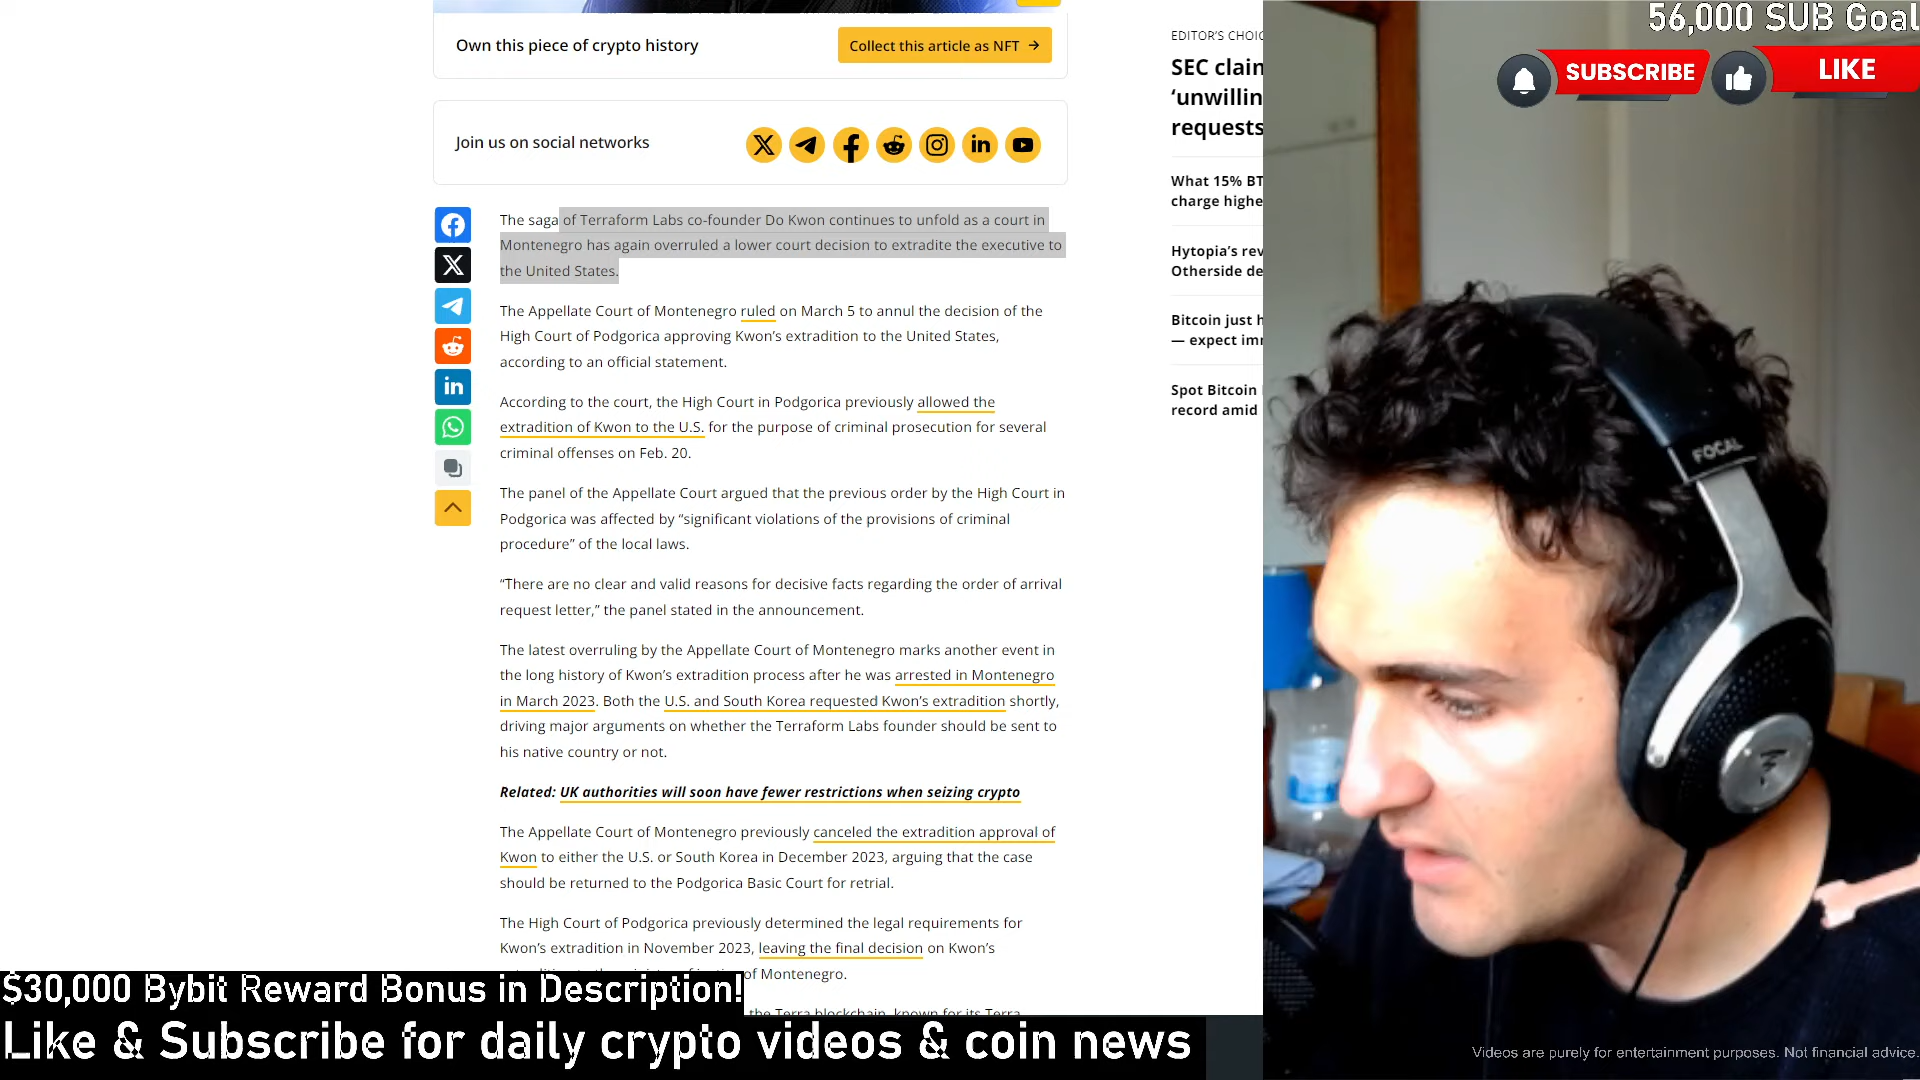 Own this piece of crypto history
Collect this article as NFT →
Join us on social networks
The saga of Terraform Labs co-founder Do Kwon continues to unfold as a court in
Montenegro has again overruled a lower court decision to extradite the executive to
the United States.
The Appellate Court of Montenegro ruled on March 5 to annul the decision of the
High Court of Podgorica approving Kwon’s extradition to the United States,
according to an official statement.
According to the court, the High Court in Podgorica previously allowed the
extradition of Kwon to the U.S. for the purpose of criminal prosecution for several
criminal offenses on Feb. 20.
The panel of the Appellate Court argued that the previous order by the High Court in
Podgorica was affected by “significant violations of the provisions of criminal
procedure” of the local laws.
“There are no clear and valid reasons for decisive facts regarding the order of arrival
request letter,” the panel stated in the announcement.
The latest overruling by the Appellate Court of Montenegro marks another event in
the long history of Kwon’s extradition process after he was arrested in Montenegro
in March 2023. Both the U.S. and South Korea requested Kwon’s extradition shortly,
driving major arguments on whether the Terraform Labs founder should be sent to
his native country or not.
Related: UK authorities will soon have fewer restrictions when seizing crypto
The Appellate Court of Montenegro previously canceled the extradition approval of
Kwon to either the U.S. or South Korea in December 2023, arguing that the case
should be returned to the Podgorica Basic Court for retrial.
The High Court of Podgorica previously determined the legal requirements for
Kwon’s extradition in November 2023, leaving the final decision on Kwon’s
of Montenegro.
the Terra blockchain, known for its Terra
EDITOR’S CHOIC
SEC clain
‘unwillin
requests
What 15% BT
charge highe
Hytopia’s rev
Otherside de
Bitcoin just h
— expect imr
Spot Bitcoin
record amid
56,000 SUB Goal
SUBSCRIBE
LIKE
FOCAL
$30,000 Bybit Reward Bonus in Description!
Like & Subscribe for daily crypto videos & coin news
Videos are purely for entertainment purposes. Not financial advice.